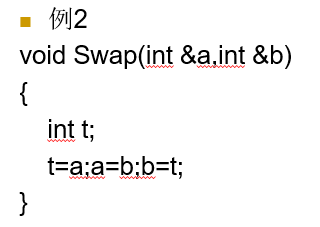 例2
void Swap(int &a,int &b)
{
int t;
t=a;a=b;b=t;
}